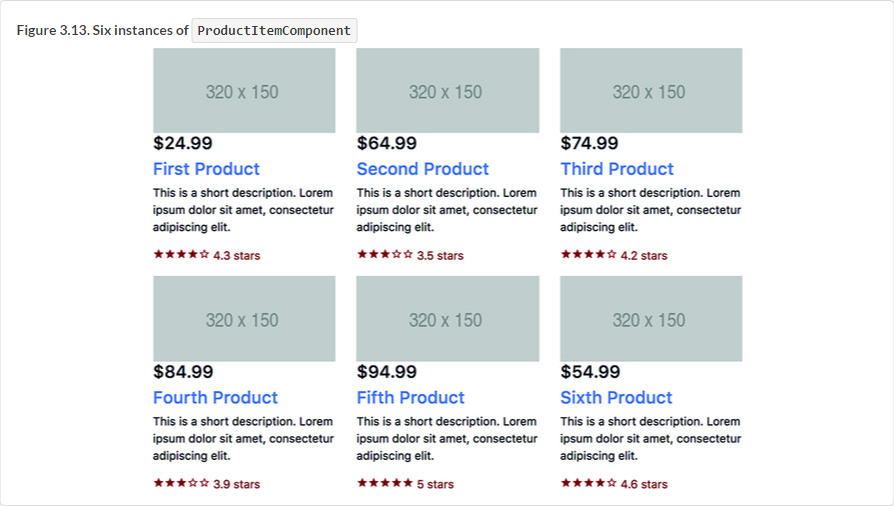 Figure 3.13. Six instances of ProductItemComponent
320 x 150 320 x 150 320 x 150
$24.99 $64.99 $74.99
First Product Second Product Third Product
This is a short description. Lorem This is a short description. Lorem This is a short description. Lorem
ipsum dolor sit amet, consectetur ipsum dolor sit amet, consectetur ipsum dolor sit amet, consectetur
adipiscing elit. adipiscing elit. adipiscing elit.
★★★★☆ 4.3 stars ★★★☆☆ 3.5 stars ★★★★☆ 4.2 stars
320 x 150 320 x 150 320 x 150
$84.99 $94.99 $54.99
Fourth Product Fifth Product Sixth Product
This is a short description. Lorem This is a short description. Lorem This is a short description. Lorem
ipsum dolor sit amet, consectetur ipsum dolor sit amet, consectetur ipsum dolor sit amet, consectetur
adipiscing elit. adipiscing elit. adipiscing elit.
★★★☆☆ 3.9 stars ★★★★★ 5 stars ★★★★☆ 4.6 stars